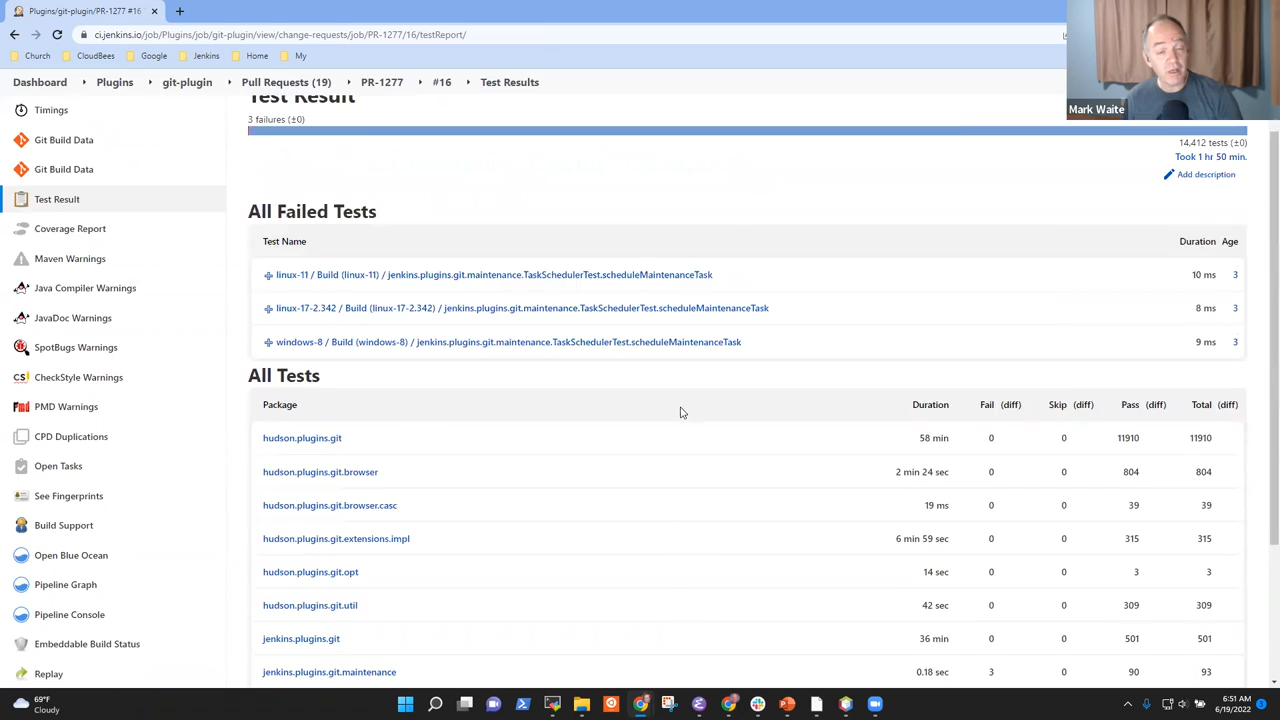 Plugins/git-plugin PR-1277 #16
ci.jenkins.io/job/Plugins/job/git-plugin/view/change-requests/job/PR-1277/16/testReport/
Church CloudBees Google Jenkins Home My
Dashboard Plugins git-plugin Pull Requests (19) PR-1277 #16 Test Results
Mark Waite
Timings
Git Build Data
Git Build Data
Test Result
Coverage Report
Maven Warnings
Java Compiler Warnings
JavaDoc Warnings
SpotBugs Warnings
CheckStyle Warnings
PMD Warnings
CPD Duplications
Open Tasks
See Fingerprints
Build Support
Open Blue Ocean
Pipeline Graph
Pipeline Console
Embeddable Build Status
Replay
Test Result
3 failures (±0)
14,412 tests (±0)
Took 1 hr 50 min.
Add description
All Failed Tests
Test Name Duration Age
linux-11 / Build (linux-11) / jenkins.plugins.git.maintenance.TaskSchedulerTest.scheduleMaintenanceTask 10 ms 3
linux-17-2.342 / Build (linux-17-2.342) / jenkins.plugins.git.maintenance.TaskSchedulerTest.scheduleMaintenanceTask 8 ms 3
windows-8 / Build (windows-8) / jenkins.plugins.git.maintenance.TaskSchedulerTest.scheduleMaintenanceTask 9 ms 3
All Tests
Package Duration Fail (diff) Skip (diff) Pass (diff) Total (diff)
hudson.plugins.git 58 min 0 0 11910 11910
hudson.plugins.git.browser 2 min 24 sec 0 0 804 804
hudson.plugins.git.browser.casc 19 ms 0 0 39 39
hudson.plugins.git.extensions.impl 6 min 59 sec 0 0 315 315
hudson.plugins.git.opt 14 sec 0 0 3 3
hudson.plugins.git.util 42 sec 0 0 309 309
jenkins.plugins.git 36 min 0 0 501 501
jenkins.plugins.git.maintenance 0.18 sec 3 0 90 93
69°F
Cloudy
6:51 AM
6/19/2022